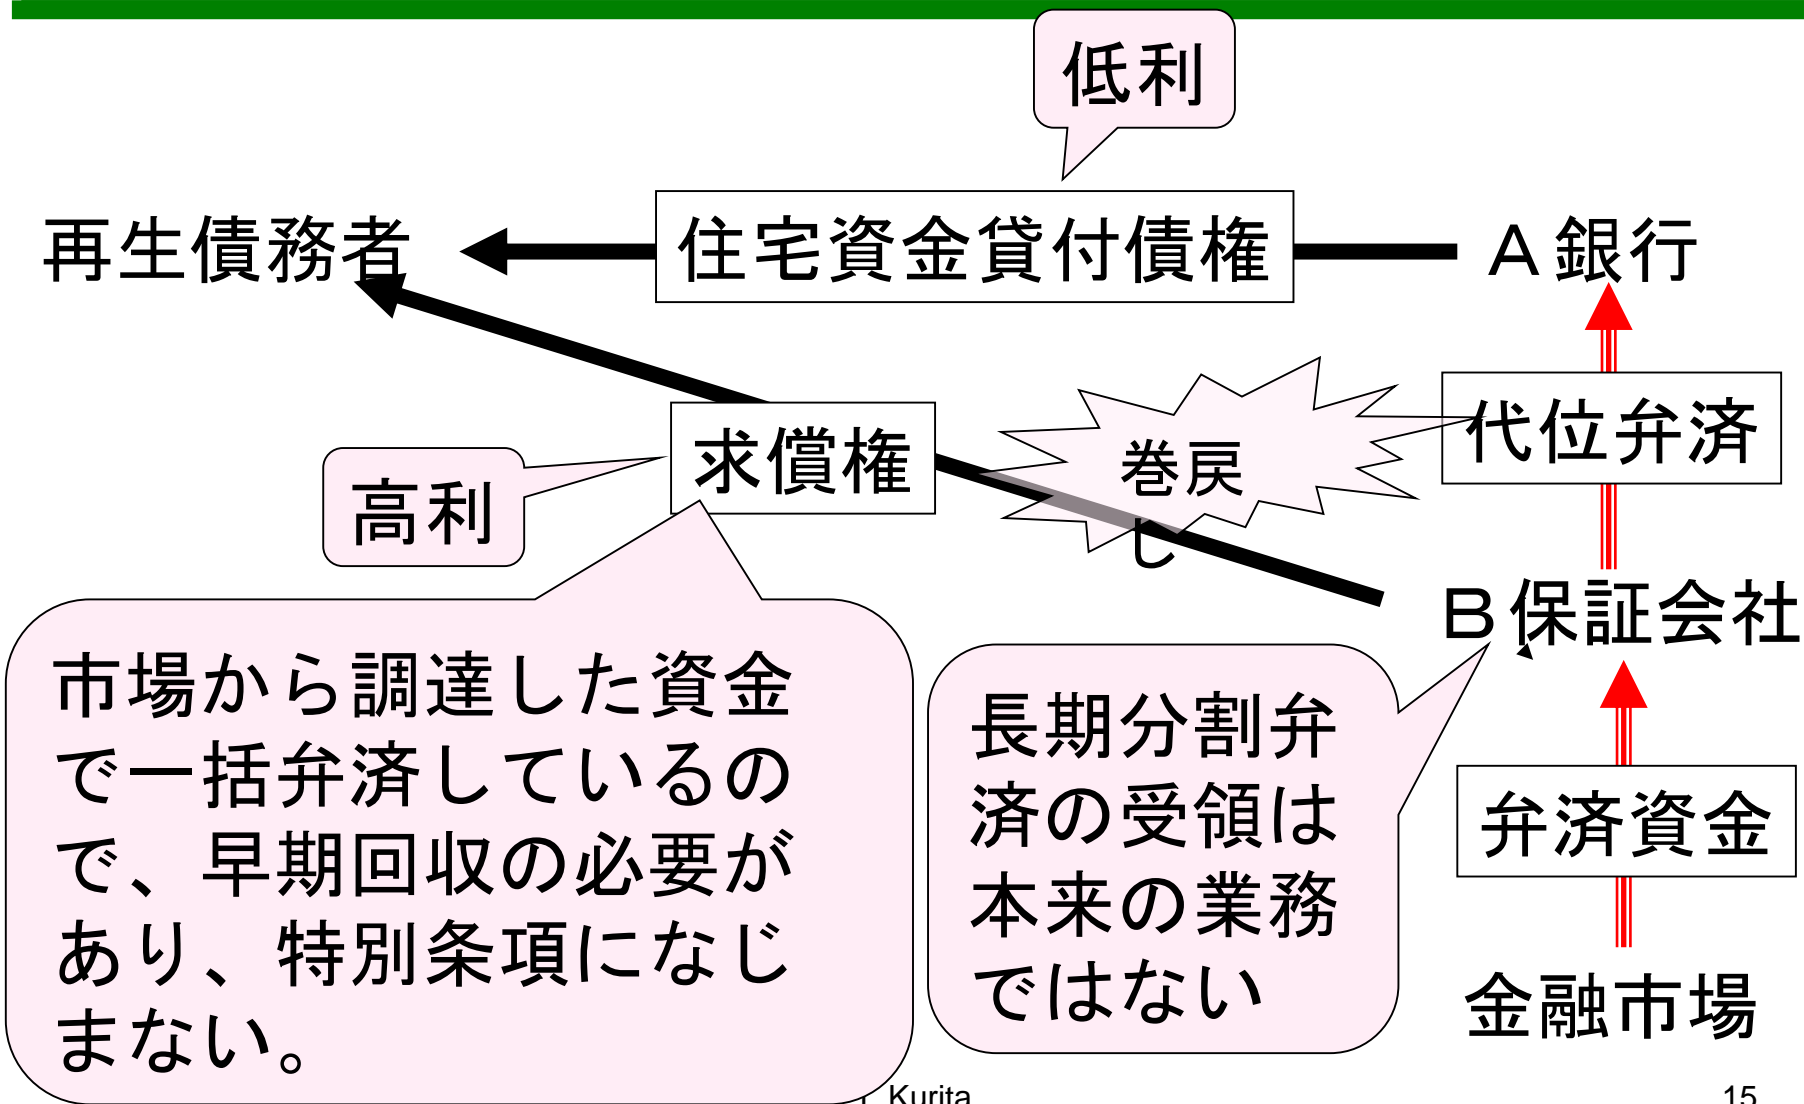 低利
再生債務者
住宅資金貸付債権
A銀行
代位弁済
求償権
巻戻
し
高利
B保証会社
市場から調達した資金
で一括弁済しているの
で、早期回収の必要が
あり、特別条項になじ
まない。
長期分割弁
済の受領は
本来の業務
ではない
弁済資金
金融市場
Kurita
15